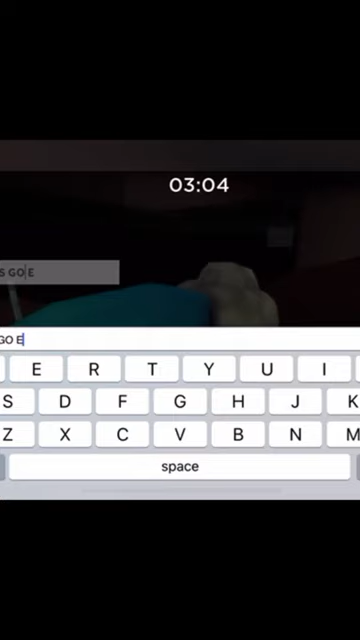 03:04
S GO E
GO E
E R T Y U I
S D F G H J K
Z X C V B N M
space